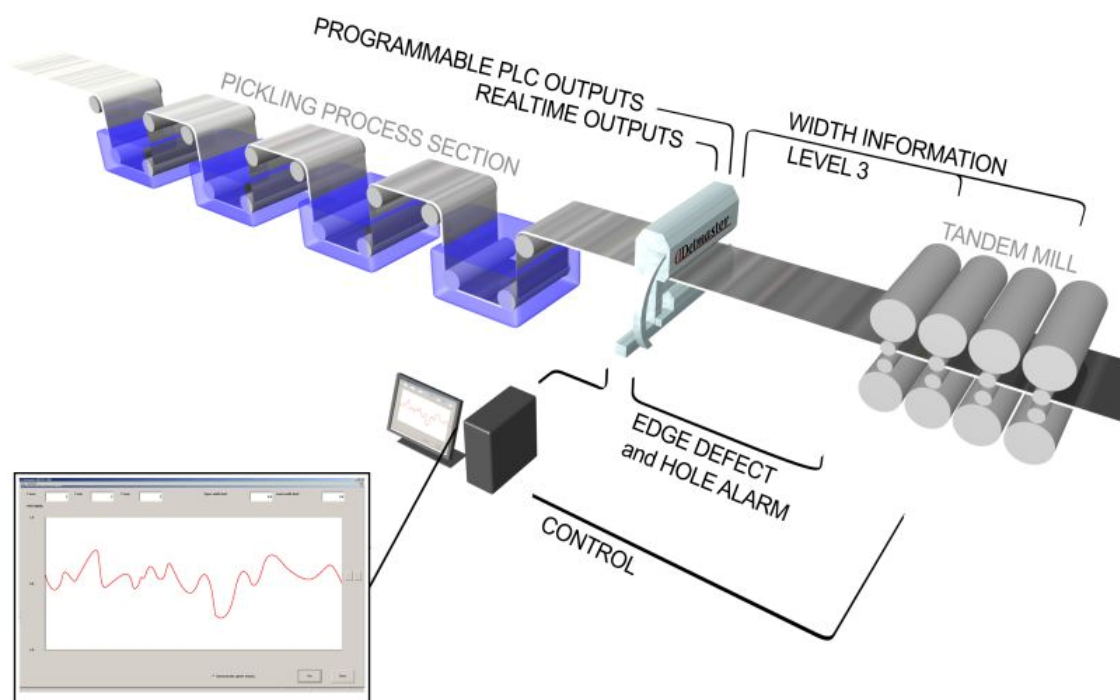 PROGRAMMABLE PLC OUTPUTS
REALTIME OUTPUTS
PICKLING PROCESS SECTION
WIDTH INFORMATION
LEVEL 3
TANDEM MILL
Detmaster
EDGE DEFECT
and HOLE ALARM
CONTROL